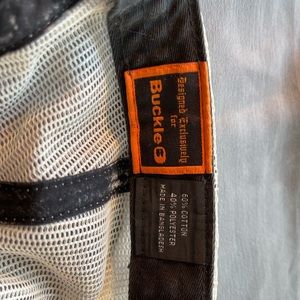 Designed Exclusively
for
Buckle B
60% COTTON
40% POLYESTER
MADE IN BANGLADESH